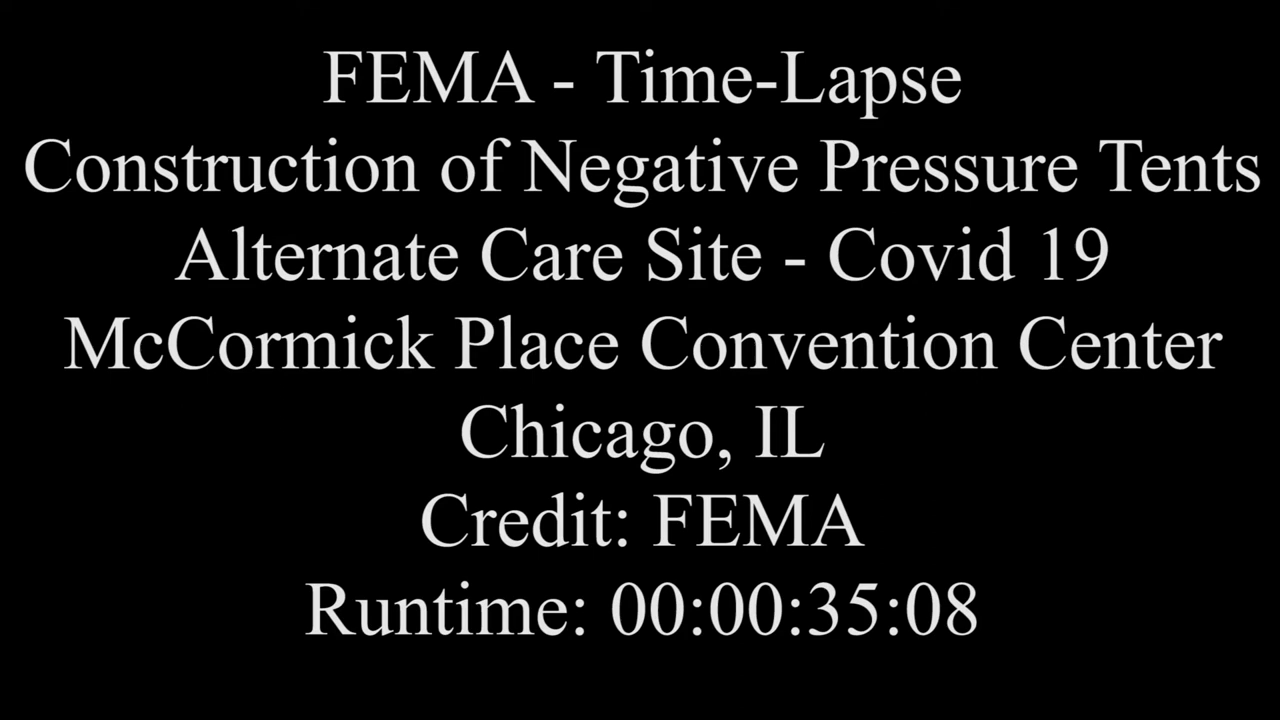 FEMA - Time-Lapse
Construction of Negative Pressure Tents
Alternate Care Site - Covid 19
McCormick Place Convention Center
Chicago, IL
Credit: FEMA
Runtime: 00:00:35:08